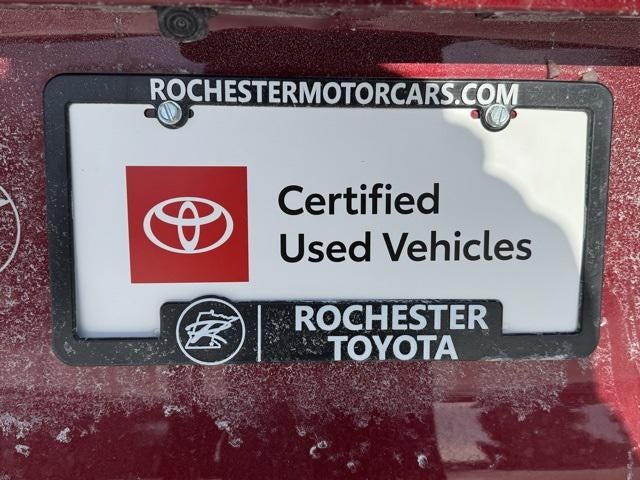 ROCHESTERMOTORCARS.COM
Certified
Used Vehicles
ROCHESTER
TOYOTA